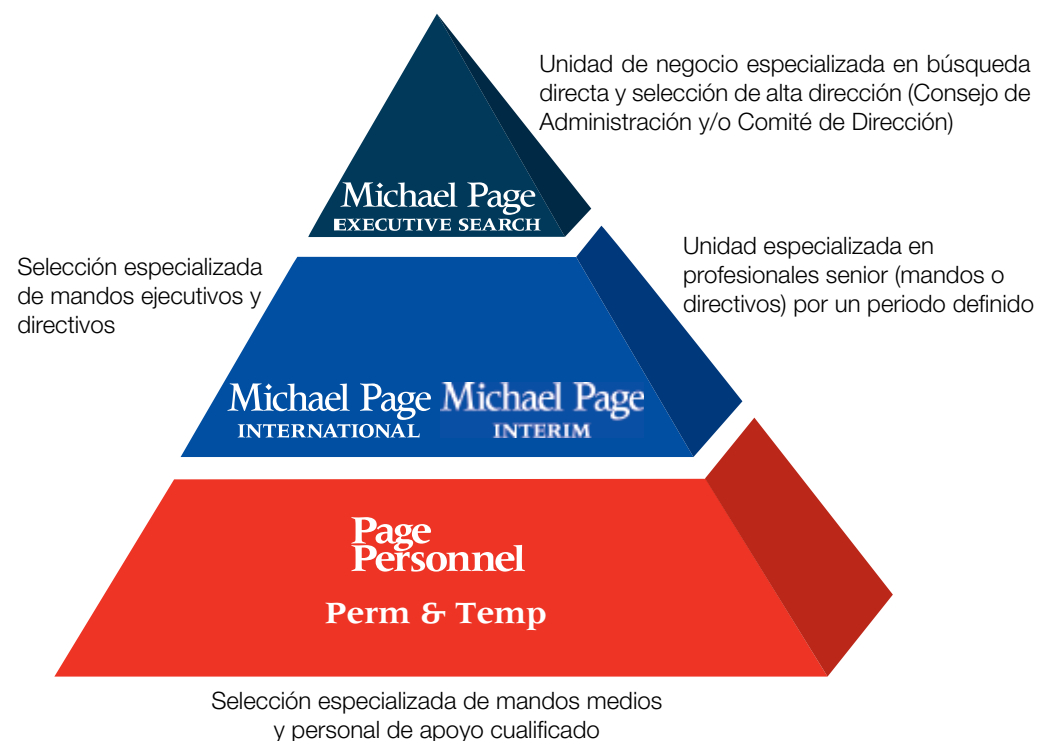 Unidad de negocio especializada en búsqueda
directa y selección de alta dirección (Consejo de
Administración y/o Comité de Dirección)
Michael Page
EXECUTIVE SEARCH
Selección especializada
de mandos ejecutivos y
directivos
Unidad especializada en
profesionales senior (mandos o
directivos) por un periodo definido
Michael Page
INTERNATIONAL
Michael Page
INTERIM
Page
Personnel
Perm & Temp
Selección especializada de mandos medios
y personal de apoyo cualificado